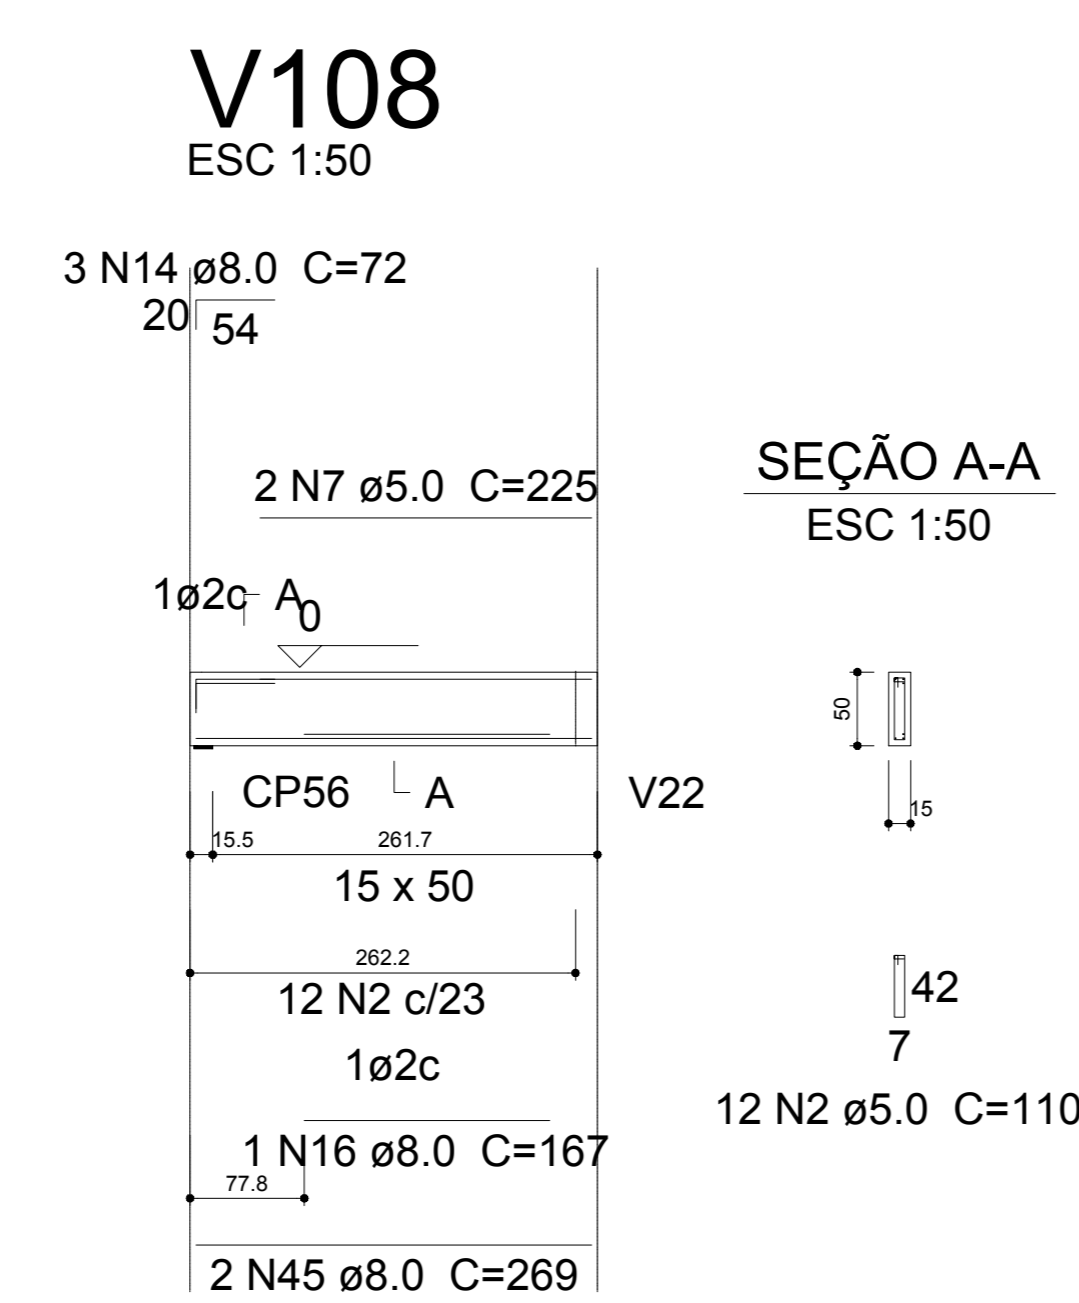 V108
ESC 1:50
3 N14 ø8.0 C=72
20
54
2 N7 ø5.0 C=225
SEÇÃO A-A
ESC 1:50
1ø2c
A
0
50
CP56
A
V22
15
15.5
261.7
15 x 50
262.2
12 N2 c/23
42
7
1ø2c
12 N2 ø5.0 C=110
1 N16 ø8.0 C=167
77.8
2 N45 ø8.0 C=269